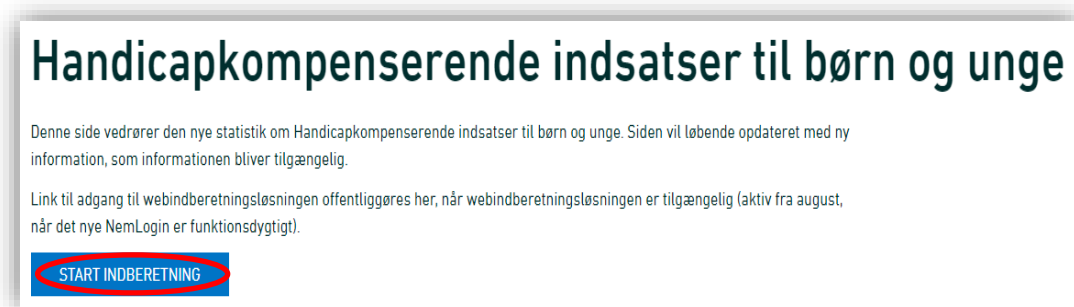 Handicapkompenserende indsatser til børn og unge
Denne side vedrører den nye statistik om Handicapkompenserende indsatser til børn og unge. Siden vil løbende opdateret med ny
information, som informationen bliver tilgængelig.
Link til adgang til webindberetningsløsningen offentliggøres her, når webindberetningsløsningen er tilgængelig (aktiv fra august,
når det nye NemLogin er funktionsdygtigt).
START INDBERETNING